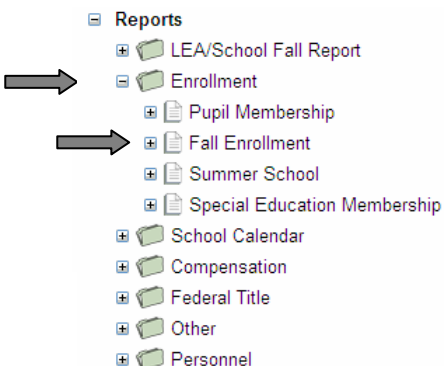 Reports
LEA/School Fall Report
Enrollment
Pupil Membership
Fall Enrollment
Summer School
Special Education Membership
School Calendar
Compensation
Federal Title
Other
Personnel